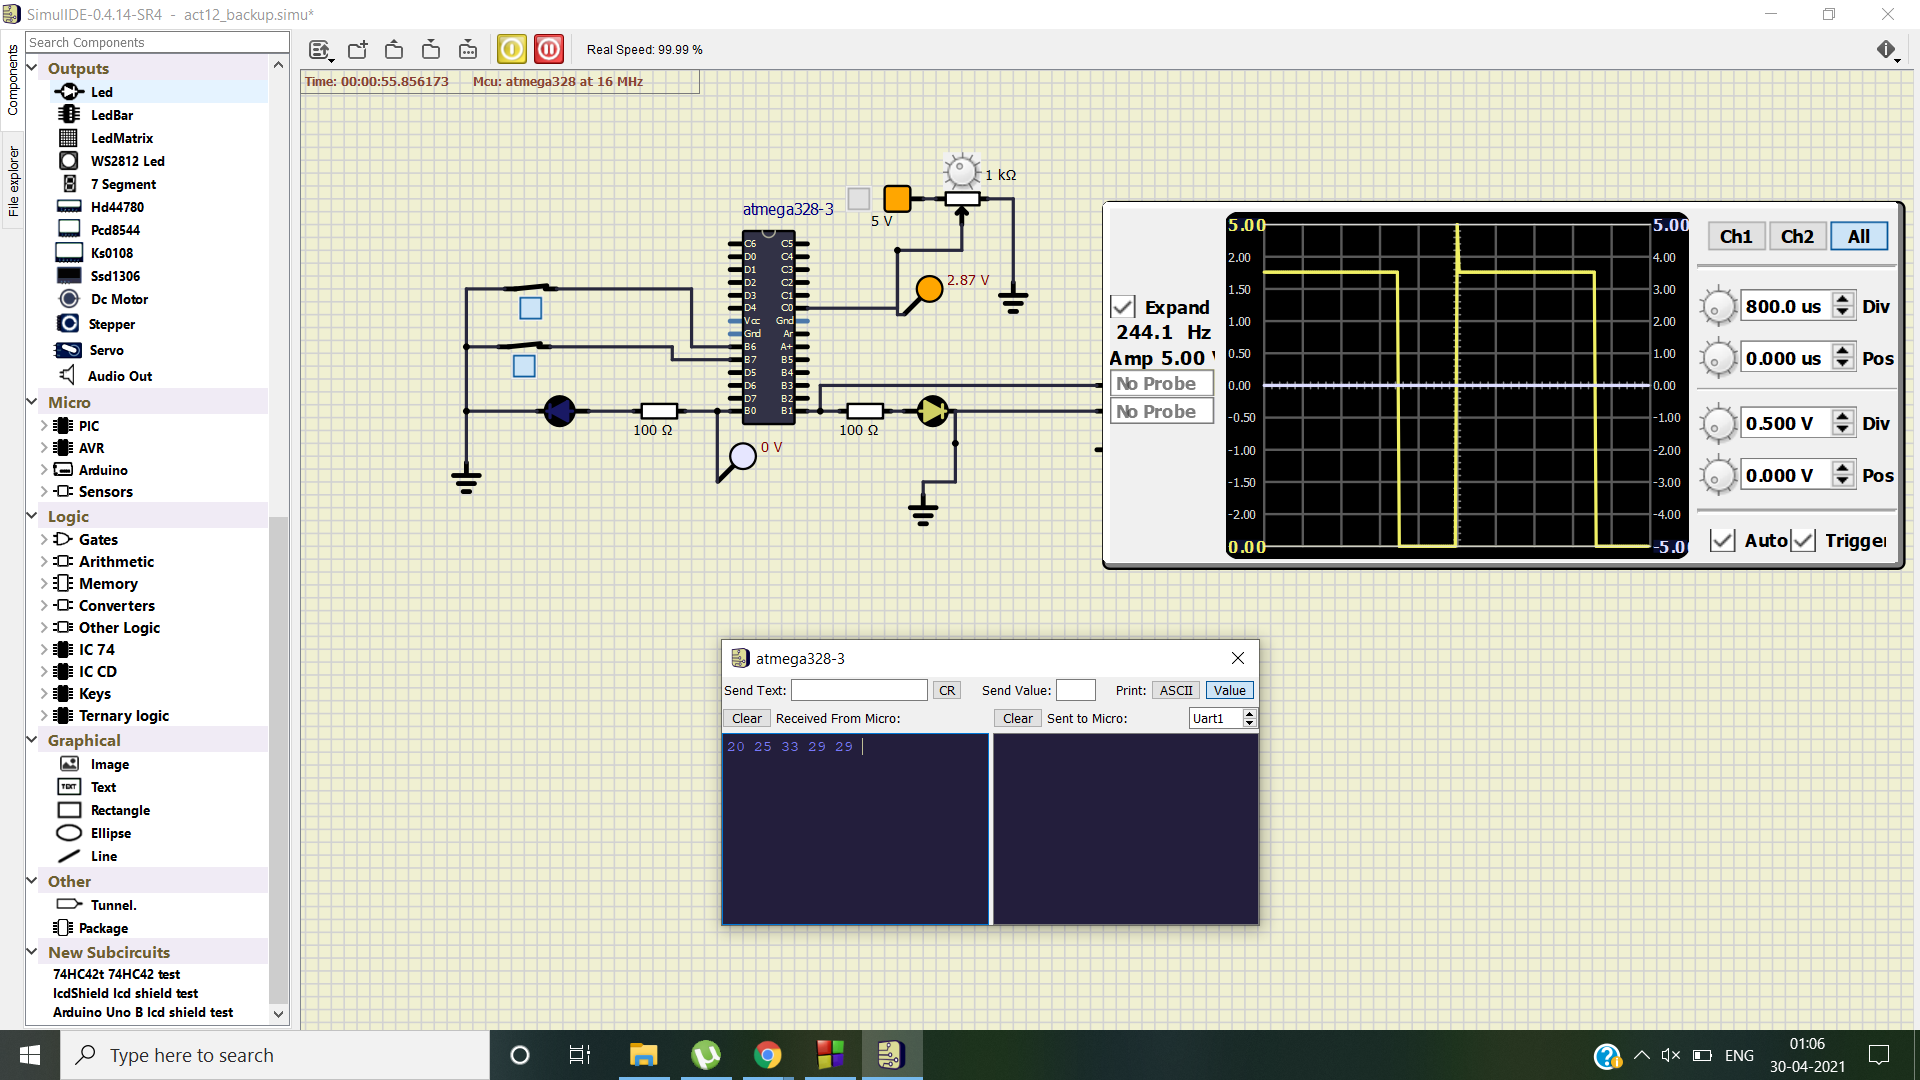 SimulIDE-0.4.14-SR4 - act12_backup.simu*
Components
File explorer
Search Components
Outputs
Led
LedBar
LedMatrix
WS2812 Led
7 Segment
Hd44780
Pcd8544
Ks0108
Ssd1306
Dc Motor
Stepper
Servo
Audio Out
Micro
PIC
AVR
Arduino
Sensors
Logic
Gates
Arithmetic
Memory
Converters
Other Logic
IC 74
IC CD
Keys
Ternary logic
Graphical
Image
TEXT Text
Rectangle
Ellipse
Line
Other
Tunnel.
Package
New Subcircuits
74HC42t 74HC42 test
lcdShield lcd shield test
Arduino Uno B lcd shield test
Real Speed: 99.99 %
Time: 00:00:55.856173 Mcu: atmega328 at 16 MHz
1 kΩ
5 V
atmega328-3
2.87 V
C6 C5
D0 C4
D1 C3
D2 C2
D3 C1
D4 C0
Vcc Gnd
Gnd Ar
B6 A+
B7 B5
D5 B4
D6 B3
D7 B2
B0 B1
100 Ω
100 Ω
0 V
Expand
244.1 Hz
Amp 5.00
No Probe
No Probe
5.00 5.00
2.00 4.00
1.50 3.00
1.00 2.00
0.50 1.00
0.00 0.00
-0.50 -1.00
-1.00 -2.00
-1.50 -3.00
-2.00 -4.00
0.00 -5.0
Ch1 Ch2 All
800.0 us Div
0.000 us Pos
0.500 V Div
0.000 V Pos
Auto Trigger
atmega328-3
Send Text: CR Send Value: Print: ASCII Value
Clear Received From Micro: Clear Sent to Micro: Uart1
20 25 33 29 29
Type here to search
ENG
01:06
30-04-2021